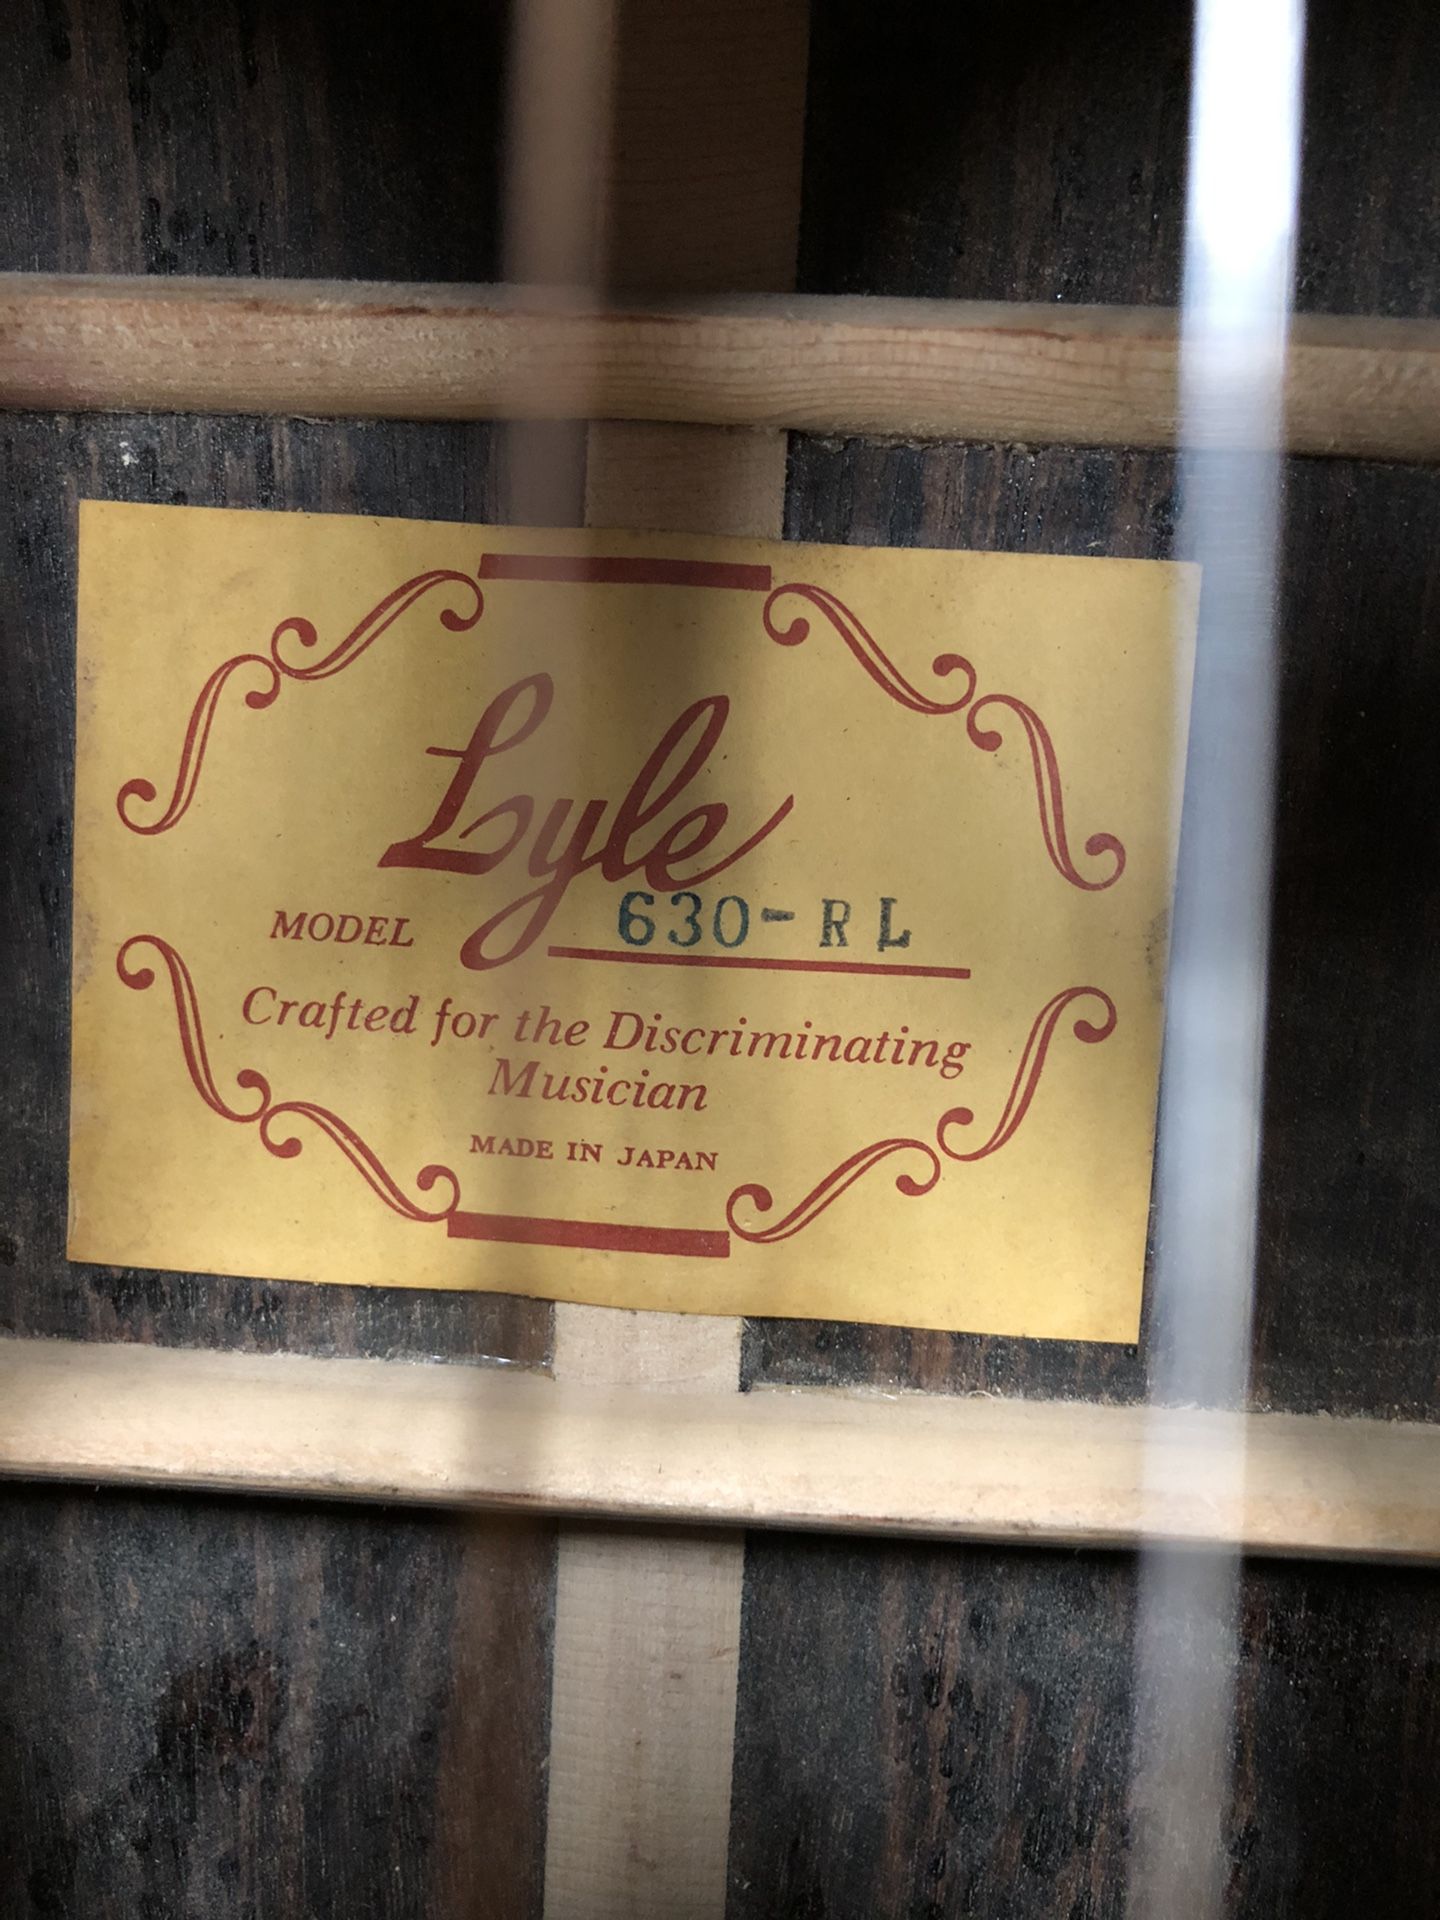 Lyle
MODEL 630-RL
Crafted for the Discriminating
Musician
MADE IN JAPAN